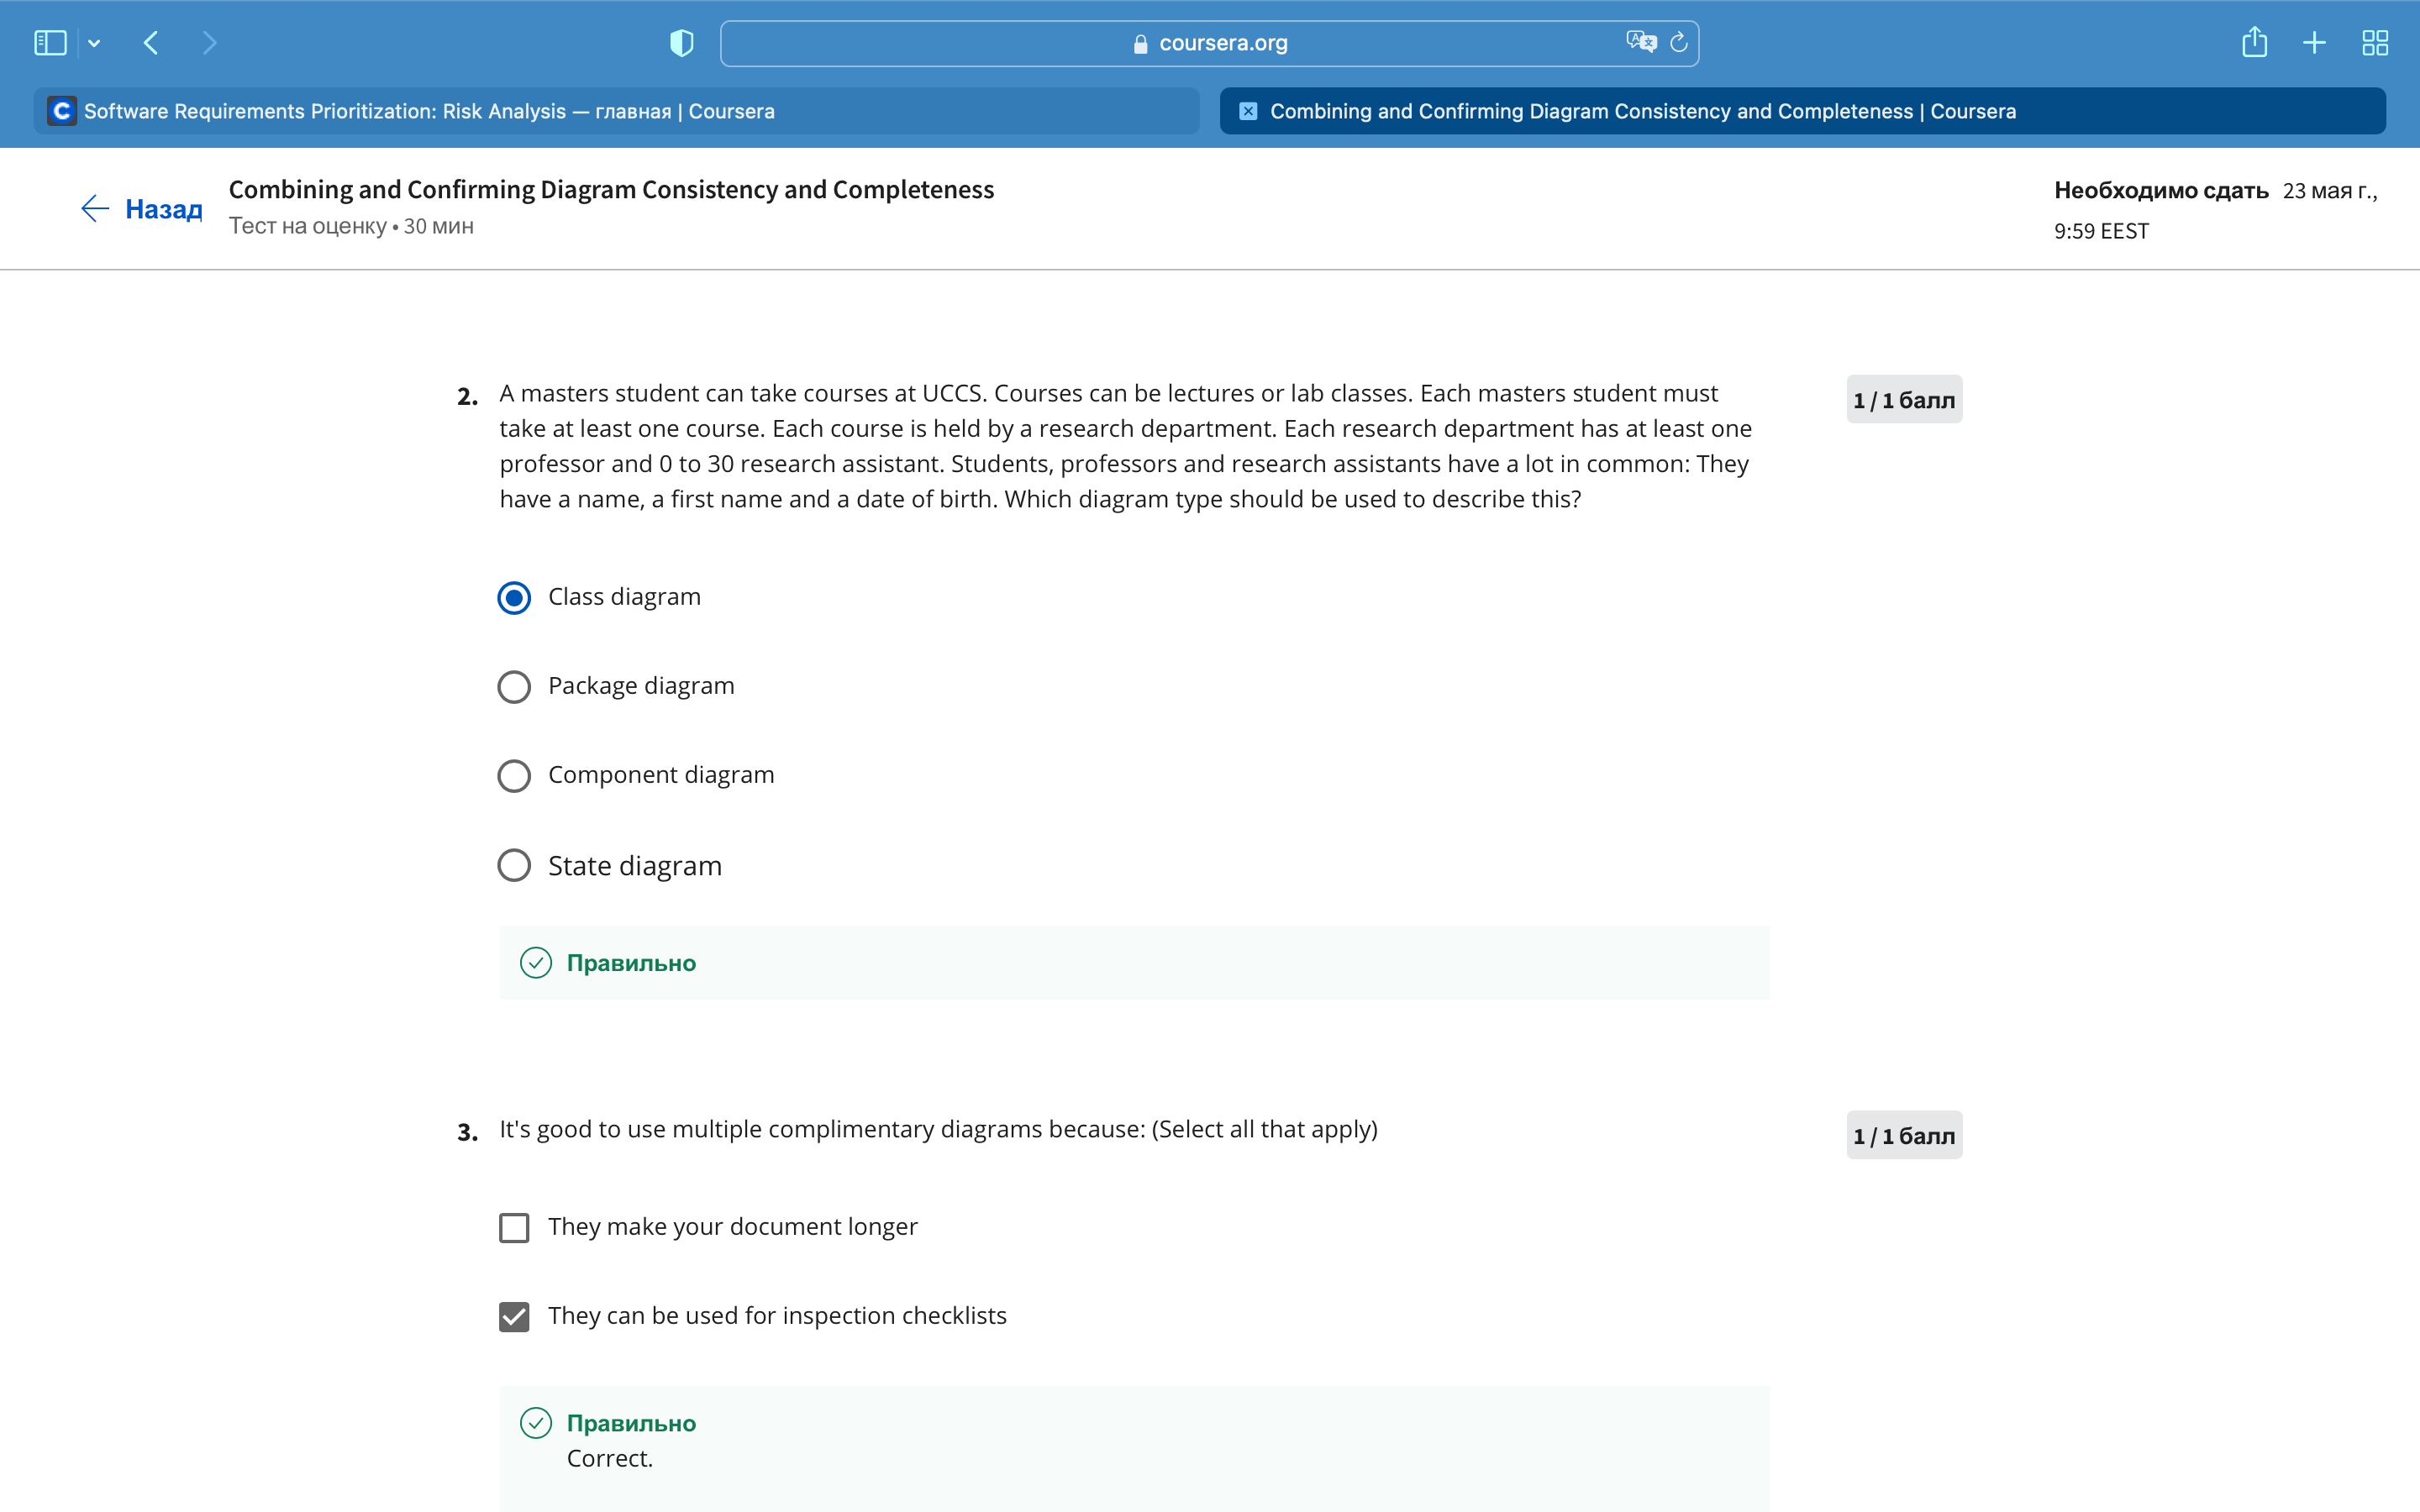 coursera.org
Software Requirements Prioritization: Risk Analysis — главная | Coursera
Combining and Confirming Diagram Consistency and Completeness | Coursera
Назад
Combining and Confirming Diagram Consistency and Completeness
Тест на оценку • 30 мин
Необходимо сдать 23 мая г.,
9:59 EEST
2. A masters student can take courses at UCCS. Courses can be lectures or lab classes. Each masters student must
take at least one course. Each course is held by a research department. Each research department has at least one
professor and 0 to 30 research assistant. Students, professors and research assistants have a lot in common: They
have a name, a first name and a date of birth. Which diagram type should be used to describe this?
1 / 1 балл
Class diagram
Package diagram
Component diagram
State diagram
Правильно
3. It's good to use multiple complimentary diagrams because: (Select all that apply)
1 / 1 балл
They make your document longer
They can be used for inspection checklists
Правильно
Correct.